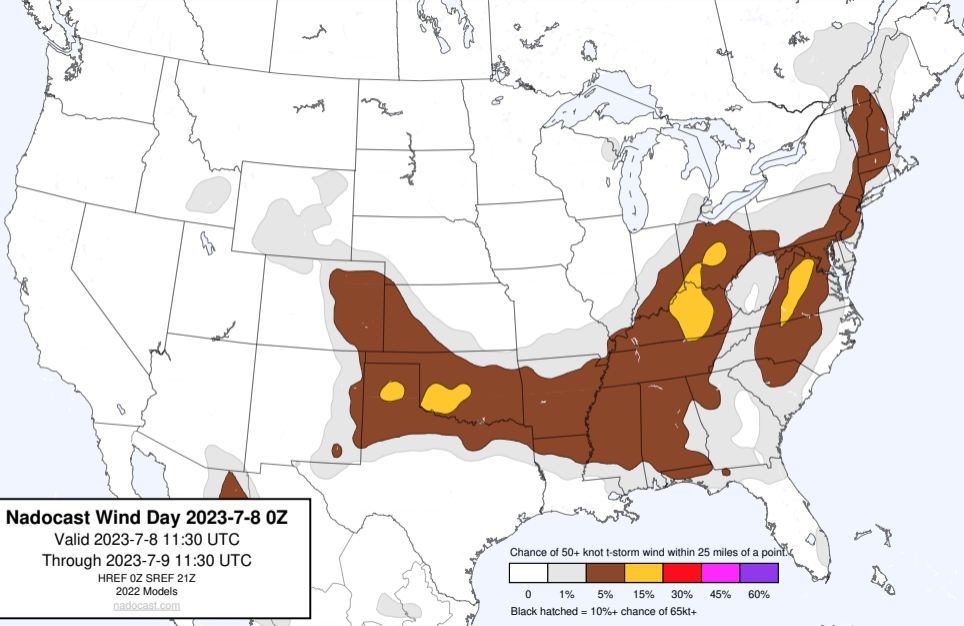 Nadocast Wind Day 2023-7-8 0Z
Valid 2023-7-8 11:30 UTC
Through 2023-7-9 11:30 UTC
HREF 0Z SREF 21Z
2022 Models
nadocast.com
Chance of 50+ knot t-storm wind within 25 miles of a point.
0 1% 5% 15% 30% 45% 60%
Black hatched = 10%+ chance of 65kt+